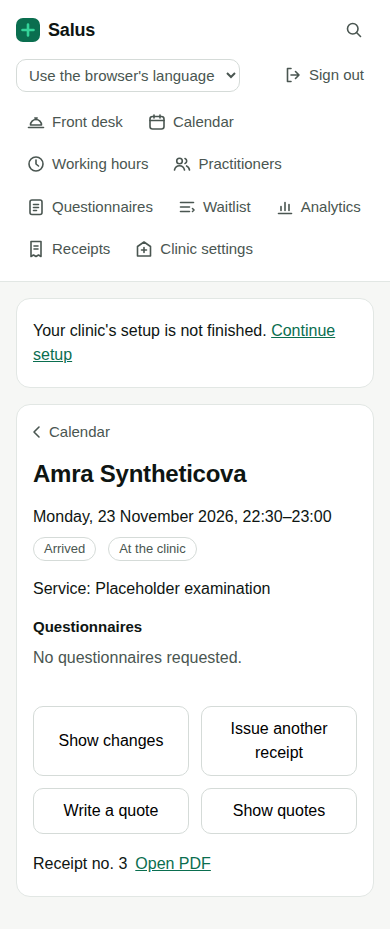 Salus
Use the browser's language
Sign out
Front desk
Calendar
Working hours
Practitioners
Questionnaires
Waitlist
Analytics
Receipts
Clinic settings
Your clinic's setup is not finished. Continue
setup
Calendar
Amra Syntheticova
Monday, 23 November 2026, 22:30–23:00
Arrived
At the clinic
Service: Placeholder examination
Questionnaires
No questionnaires requested.
Show changes
Issue another
receipt
Write a quote
Show quotes
Receipt no. 3 Open PDF